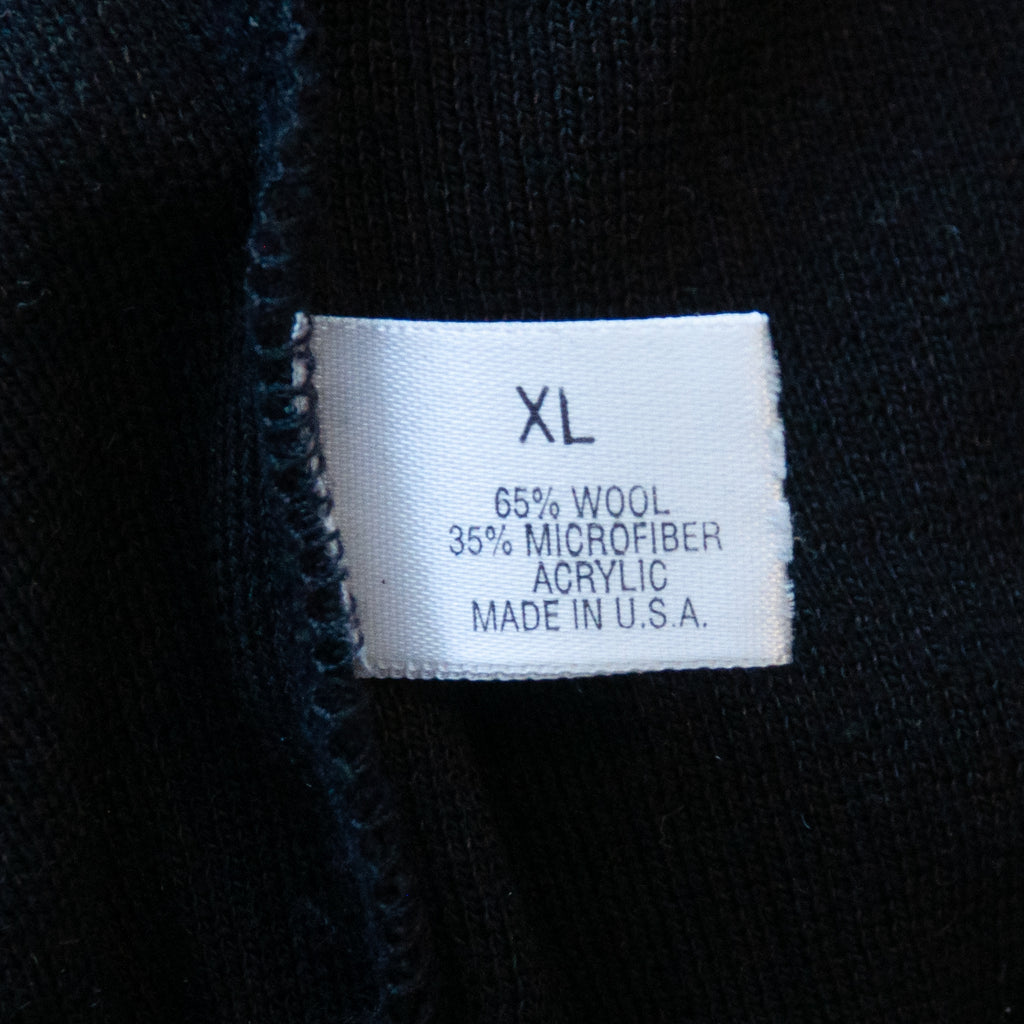 XL
65% WOOL
35% MICROFIBER
ACRYLIC
MADE IN U.S.A.